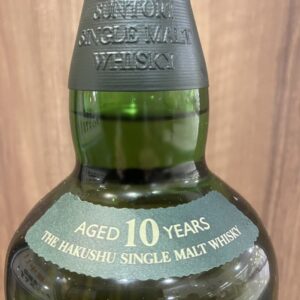 SUNTORY
SINGLE MALT
WHISKY
AGED 10 YEARS
THE HAKUSHU SINGLE MALT WHISKY